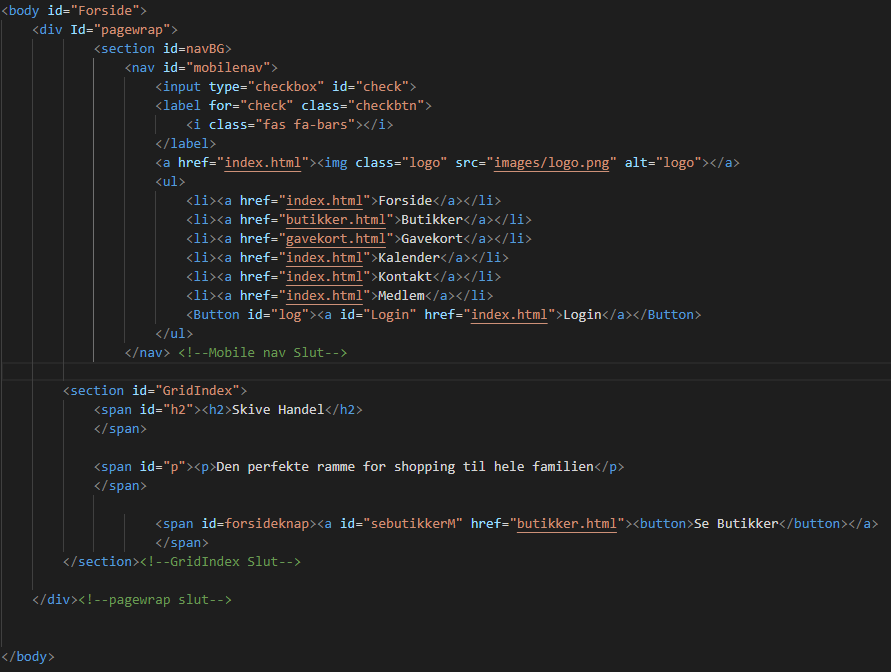 <body id="Forside">
<div Id="pagewrap">
<section id=navBG>
<nav id="mobilenav">
<input type="checkbox" id="check">
<label for="check" class="checkbtn">
<i class="fas fa-bars"></i>
</label>
<a href="index.html"><img class="logo" src="images/logo.png" alt="logo"></a>
<ul>
<li><a href="index.html">Forside</a></li>
<li><a href="butikker.html">Butikker</a></li>
<li><a href="gavekort.html">Gavekort</a></li>
<li><a href="index.html">Kalender</a></li>
<li><a href="index.html">Kontakt</a></li>
<li><a href="index.html">Medlem</a></li>
<Button id="log"><a id="Login" href="index.html">Login</a></Button>
</ul>
</nav> <!--Mobile nav Slut-->
<section id="GridIndex">
<span id="h2"><h2>Skive Handel</h2>
</span>
<span id="p"><p>Den perfekte ramme for shopping til hele familien</p>
</span>
<span id=forsideknap><a id="sebutikkerM" href="butikker.html"><button>Se Butikker</button></a>
</span>
</section><!--GridIndex Slut-->
</div><!--pagewrap slut-->
</body>